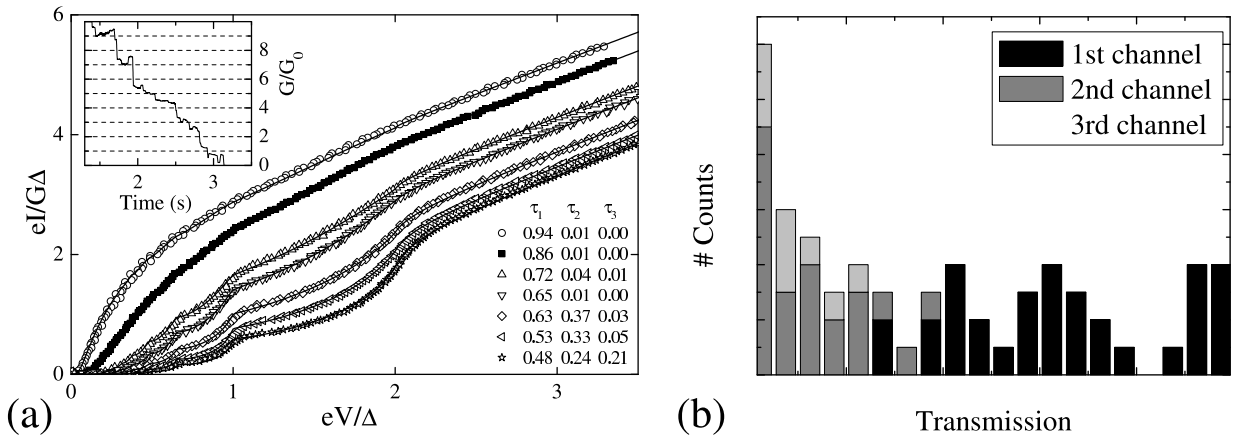 6
4
2
0
eI/GΔ
0
1
2
3
eV/Δ
8
6
4
2
0
G/G0
2
3
Time (s)
τ1 τ2 τ3
0.94 0.01 0.00
0.86 0.01 0.00
0.72 0.04 0.01
0.65 0.01 0.00
0.63 0.37 0.03
0.53 0.33 0.05
0.48 0.24 0.21
(a)
1st channel
2nd channel
3rd channel
# Counts
Transmission
(b)